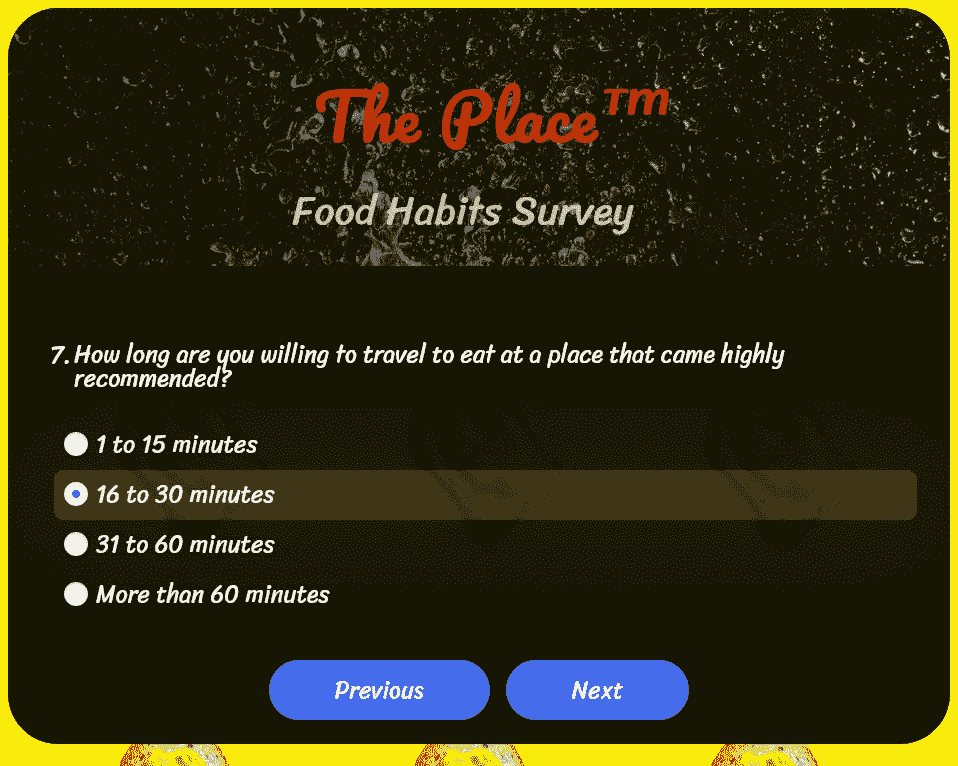 The Place™
Food Habits Survey
7. How long are you willing to travel to eat at a place that came highly
recommended?
1 to 15 minutes
16 to 30 minutes
31 to 60 minutes
More than 60 minutes
Previous
Next